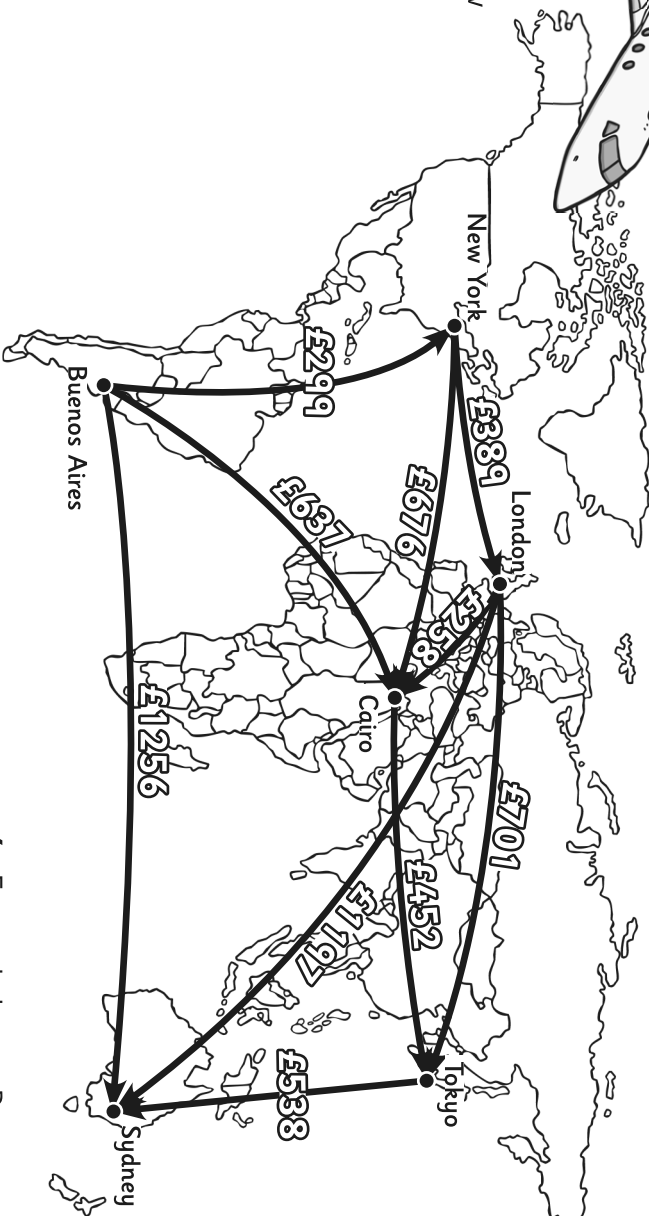 New York
London
£389
£299
£676
£258
£701
£637
Cairo
£452
Tokyo
Buenos Aires
£1256
£1197
£538
Sydney